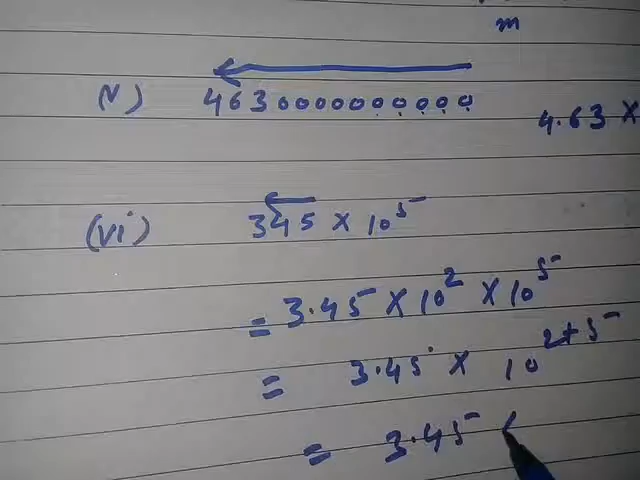 m
(v) 46300000000000
4.63 ×
(vi) 345 × 10^5
= 3.45 × 10^2 × 10^5
= 3.45 × 10^2+5
= 3.45